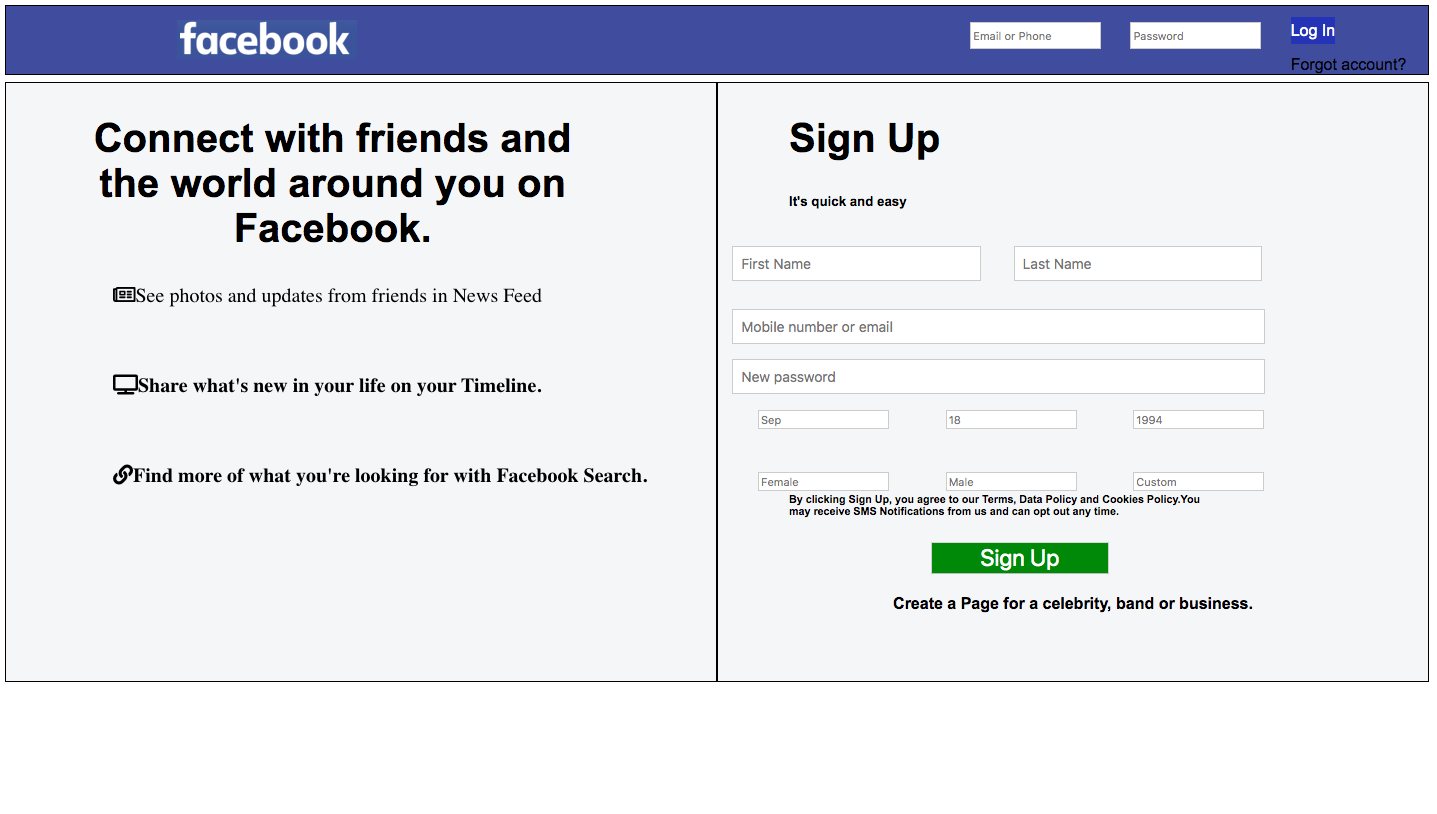 facebook
Email or Phone Password Log In
Forgot account?
Connect with friends and
the world around you on
Facebook.
See photos and updates from friends in News Feed
Share what's new in your life on your Timeline.
Find more of what you're looking for with Facebook Search.
Sign Up
It's quick and easy
First Name Last Name
Mobile number or email
New password
Sep 18 1994
Female Male Custom
By clicking Sign Up, you agree to our Terms, Data Policy and Cookies Policy.You
may receive SMS Notifications from us and can opt out any time.
Sign Up
Create a Page for a celebrity, band or business.